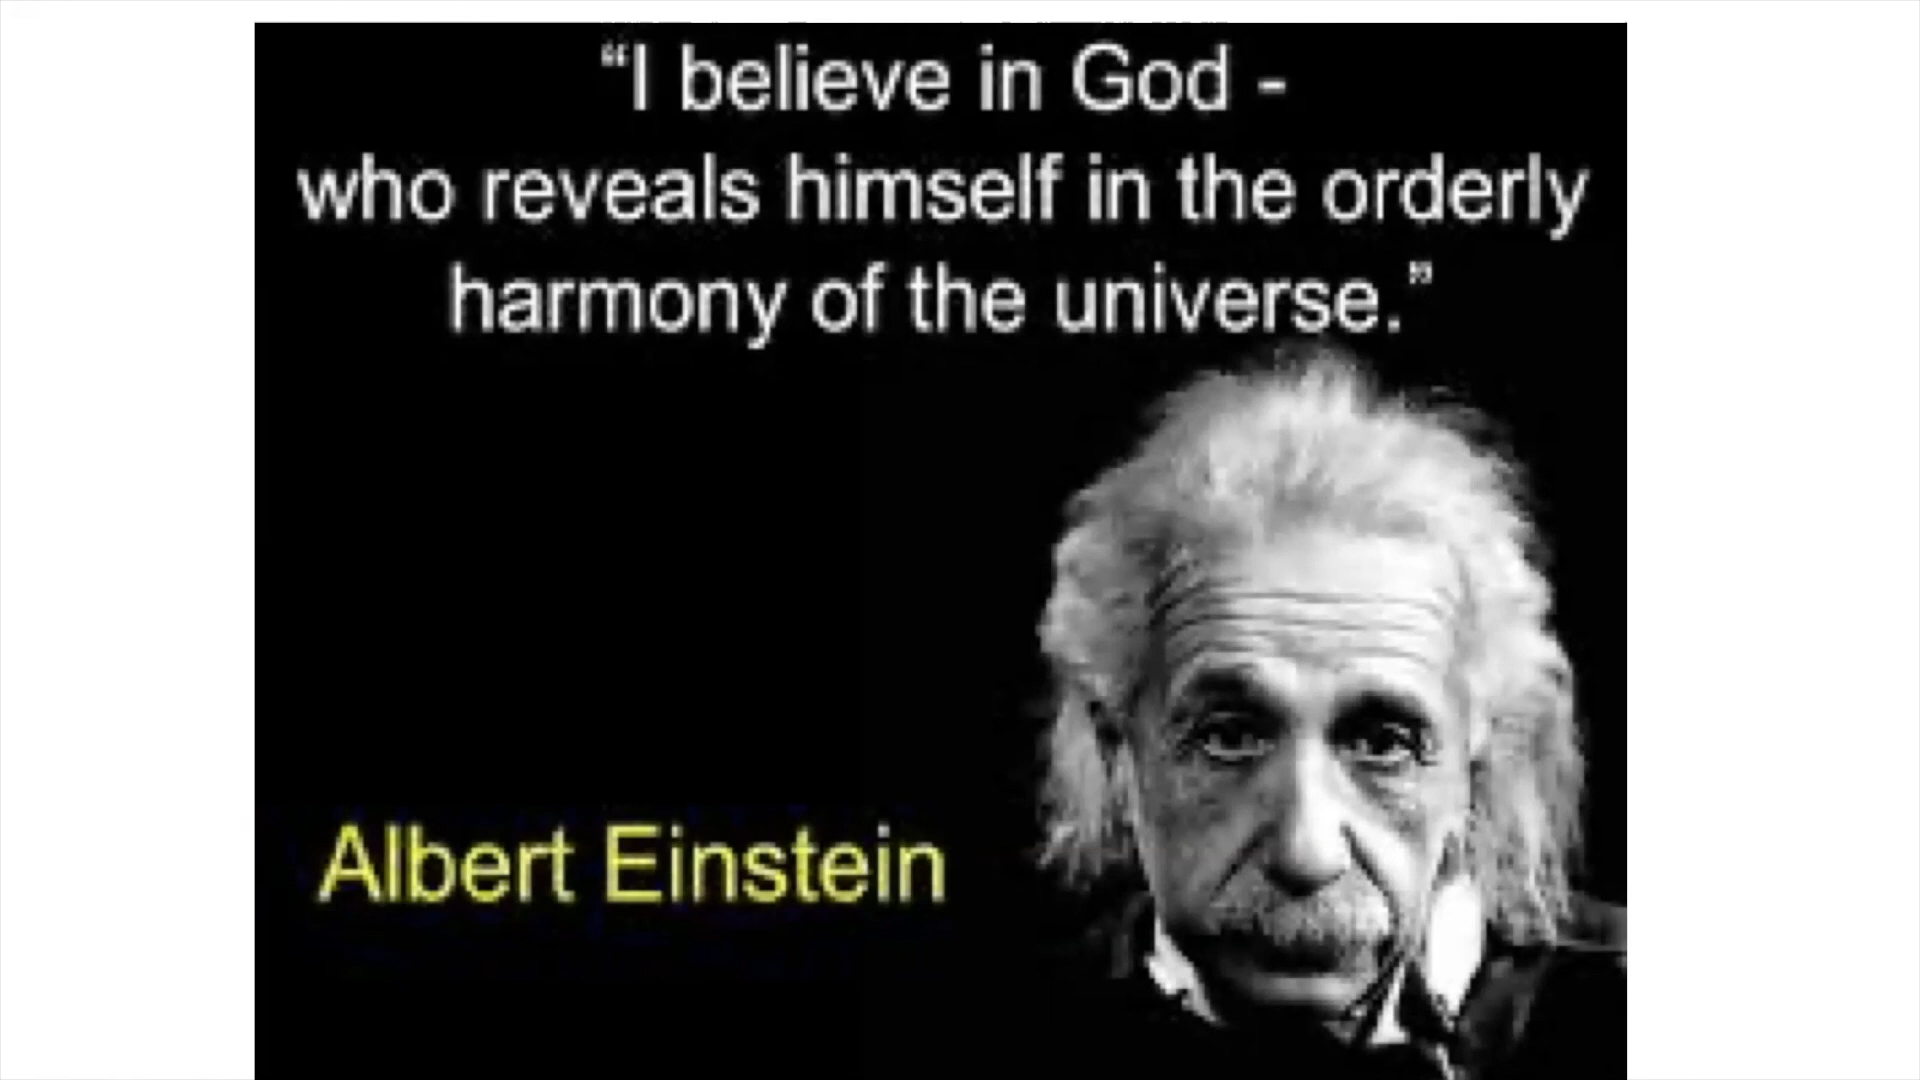 “I believe in God -
who reveals himself in the orderly
harmony of the universe.”
Albert Einstein